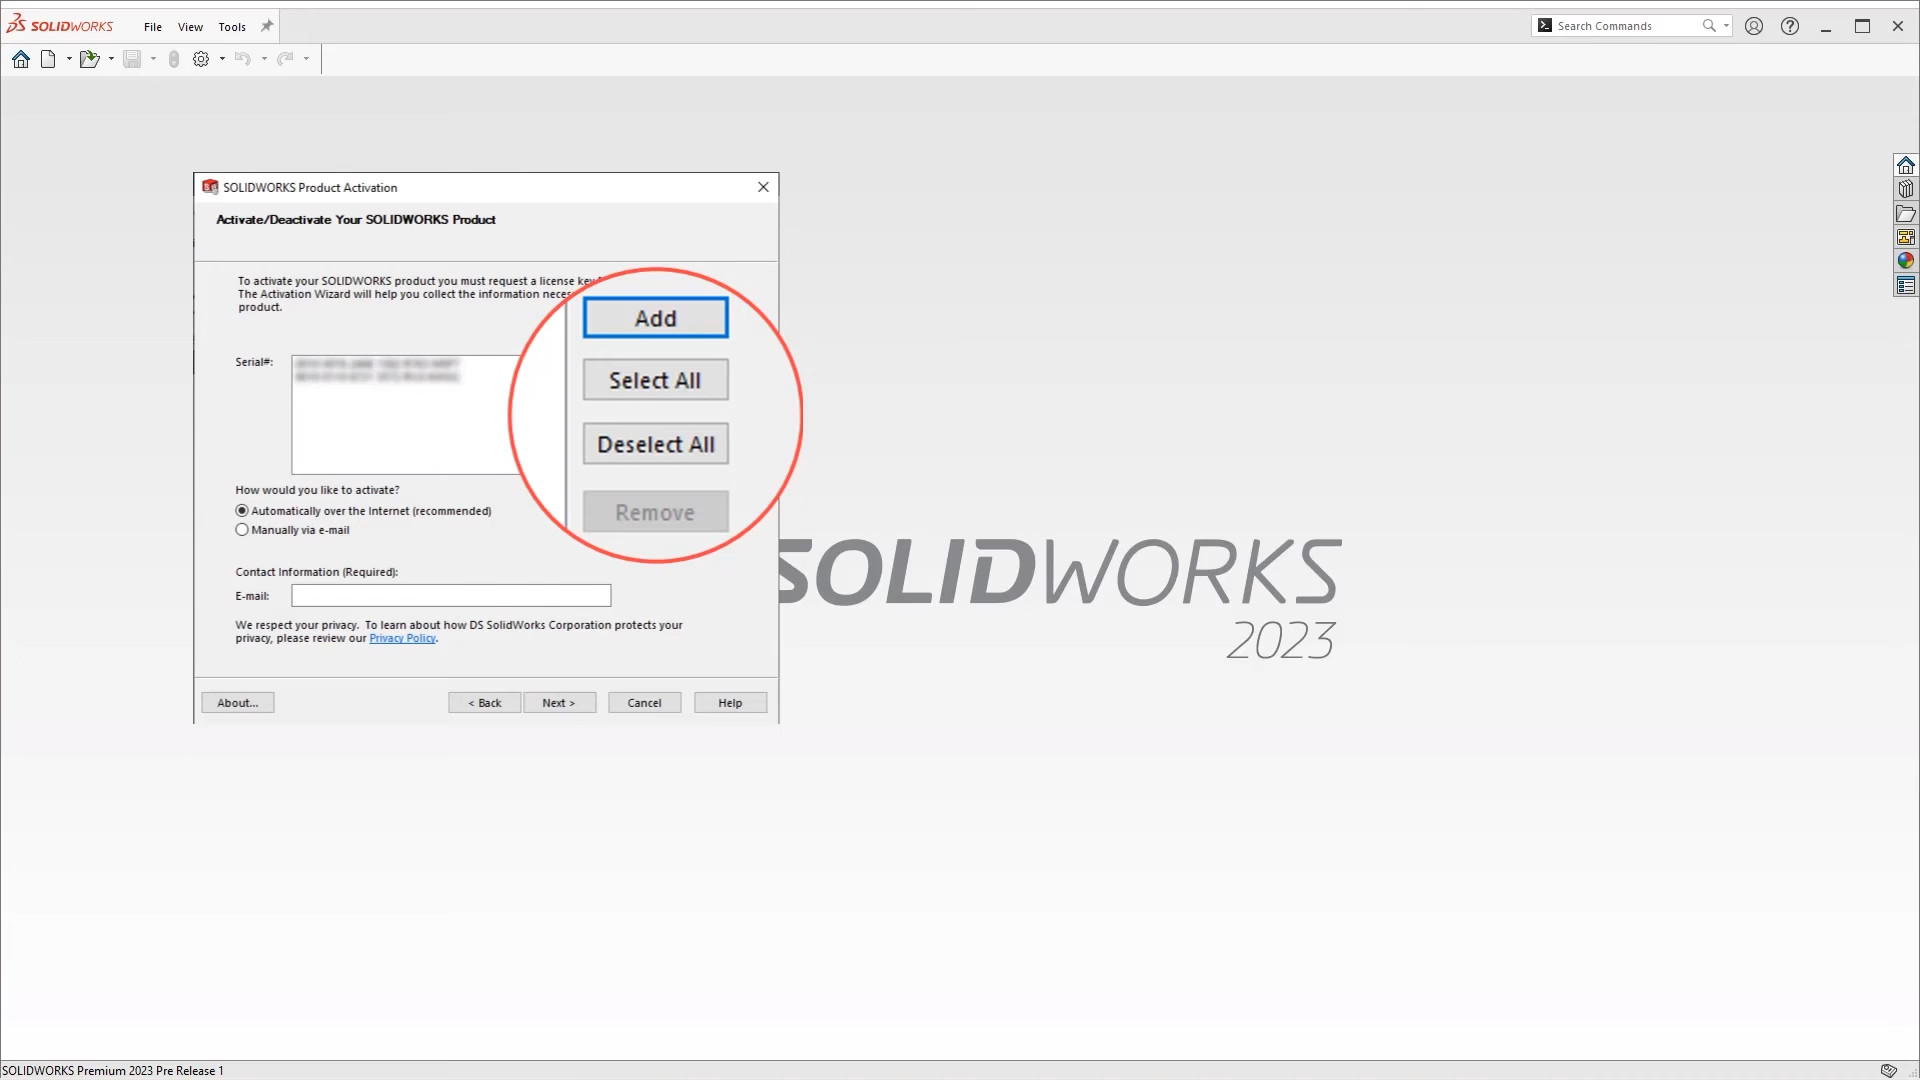 SOLIDWORKS File View Tools Search Commands
SOLIDWORKS Product Activation
Activate/Deactivate Your SOLIDWORKS Product
To activate your SOLIDWORKS product you must request a license key
The Activation Wizard will help you collect the information
product.
Add
Serial#:
Select All
Deselect All
How would you like to activate?
Automatically over the Internet (recommended)
Remove
Manually via e-mail
SOLIDWORKS
2023
Contact Information (Required):
E-mail:
We respect your privacy. To learn about how DS SolidWorks Corporation protects your
privacy, please review our Privacy Policy.
About... < Back Next > Cancel Help
SOLIDWORKS Premium 2023 Pre Release 1